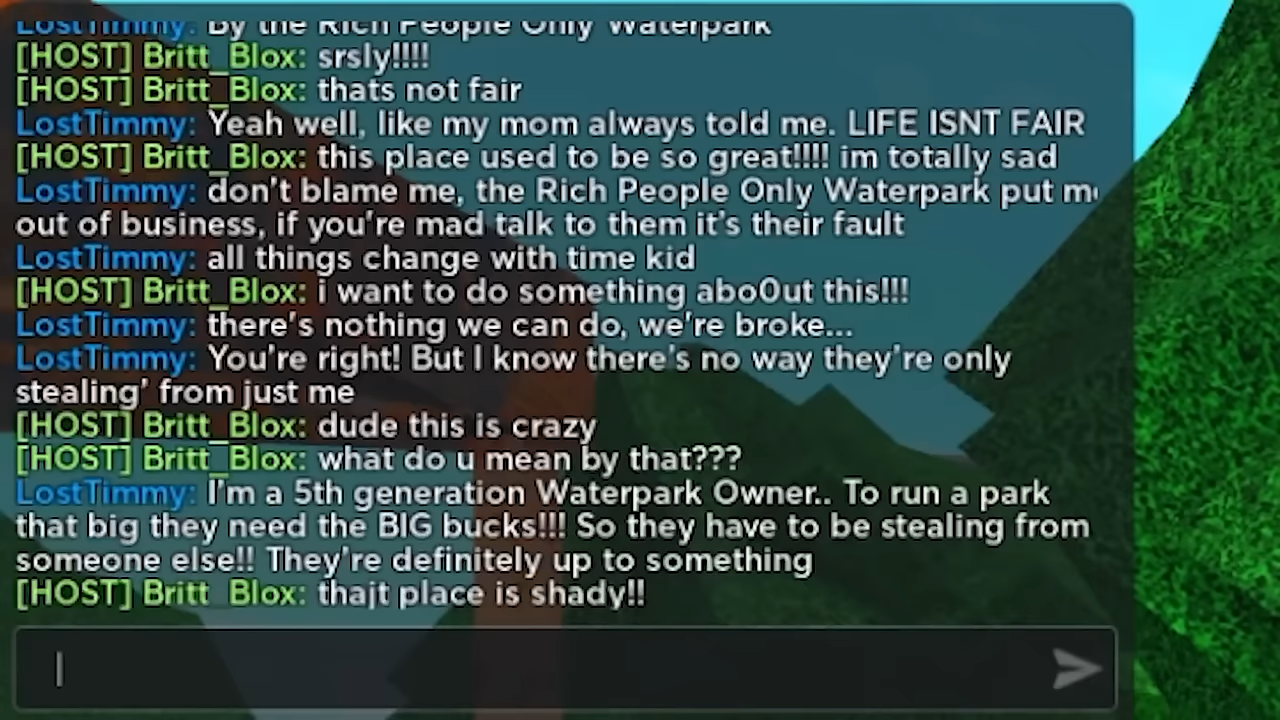 LostTimmy: By the Rich People Only Waterpark
[HOST] Britt_Blox: srsly!!!!
[HOST] Britt_Blox: thats not fair
LostTimmy: Yeah well, like my mom always told me. LIFE ISNT FAIR
[HOST] Britt_Blox: this place used to be so great!!!! im totally sad
LostTimmy: don't blame me, the Rich People Only Waterpark put me
out of business, if you're mad talk to them it's their fault
LostTimmy: all things change with time kid
[HOST] Britt_Blox: i want to do something abo0ut this!!!
LostTimmy: there's nothing we can do, we're broke...
LostTimmy: You're right! But I know there's no way they're only
stealing' from just me
[HOST] Britt_Blox: dude this is crazy
[HOST] Britt_Blox: what do u mean by that???
LostTimmy: I'm a 5th generation Waterpark Owner.. To run a park
that big they need the BIG bucks!!! So they have to be stealing from
someone else!! They're definitely up to something
[HOST] Britt_Blox: thajt place is shady!!